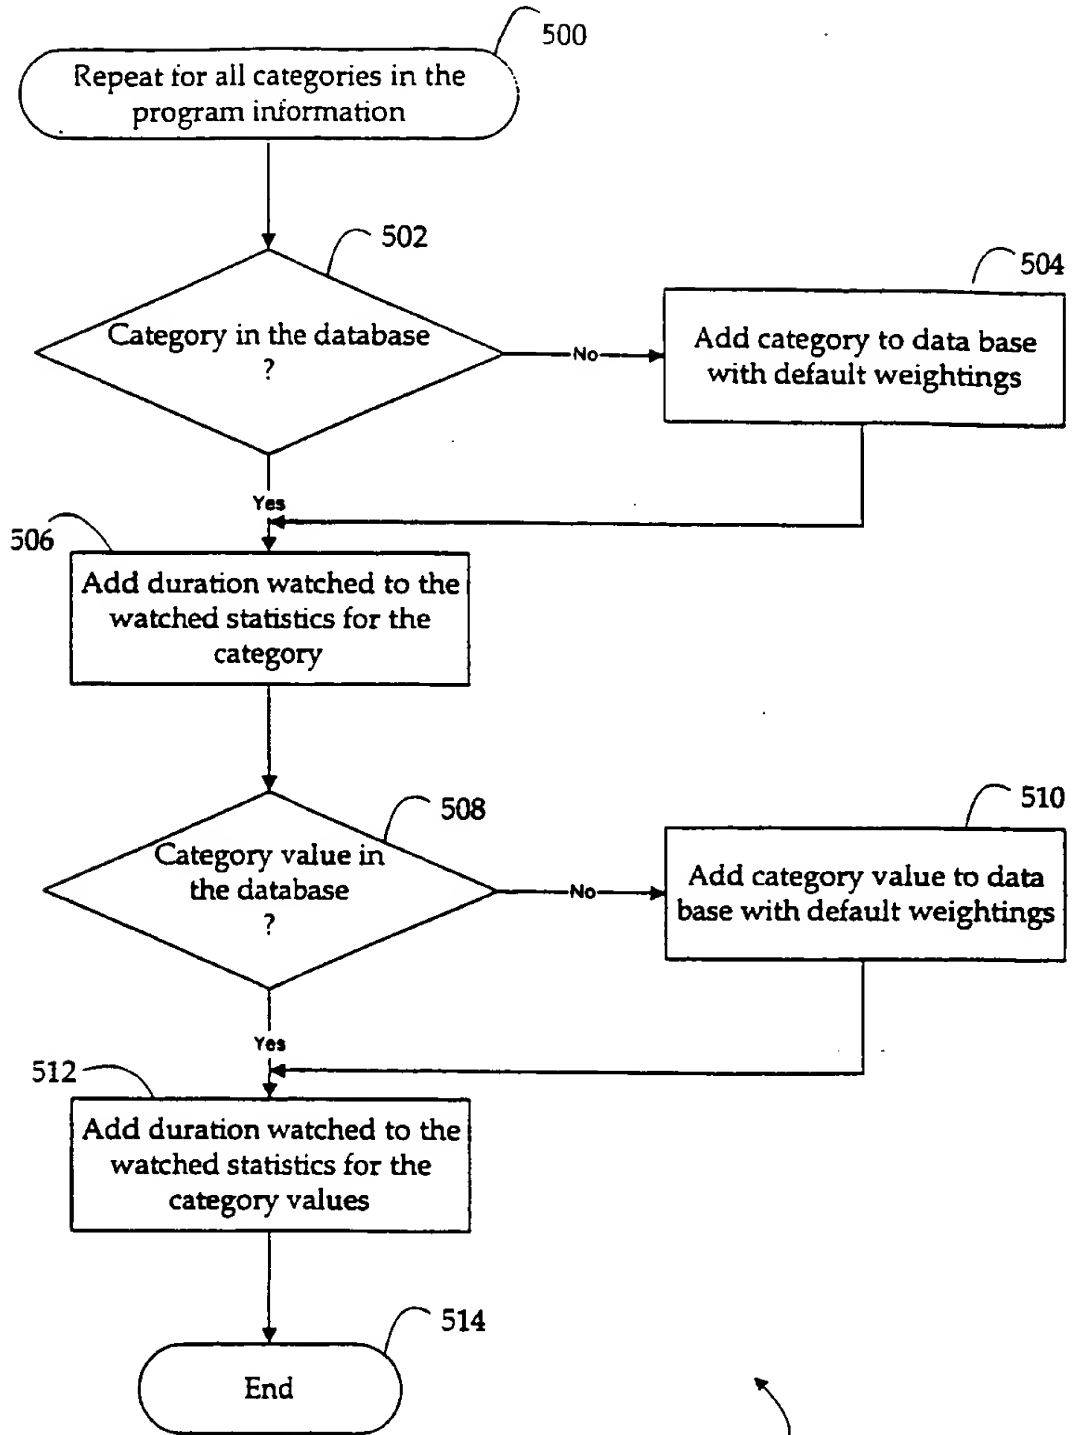 500
Repeat for all categories in the
program information
502
Category in the database
?
No
504
Add category to data base
with default weightings
Yes
506
Add duration watched to the
watched statistics for the
category
508
Category value in
the database
?
No
510
Add category value to data
base with default weightings
Yes
512
Add duration watched to the
watched statistics for the
category values
514
End